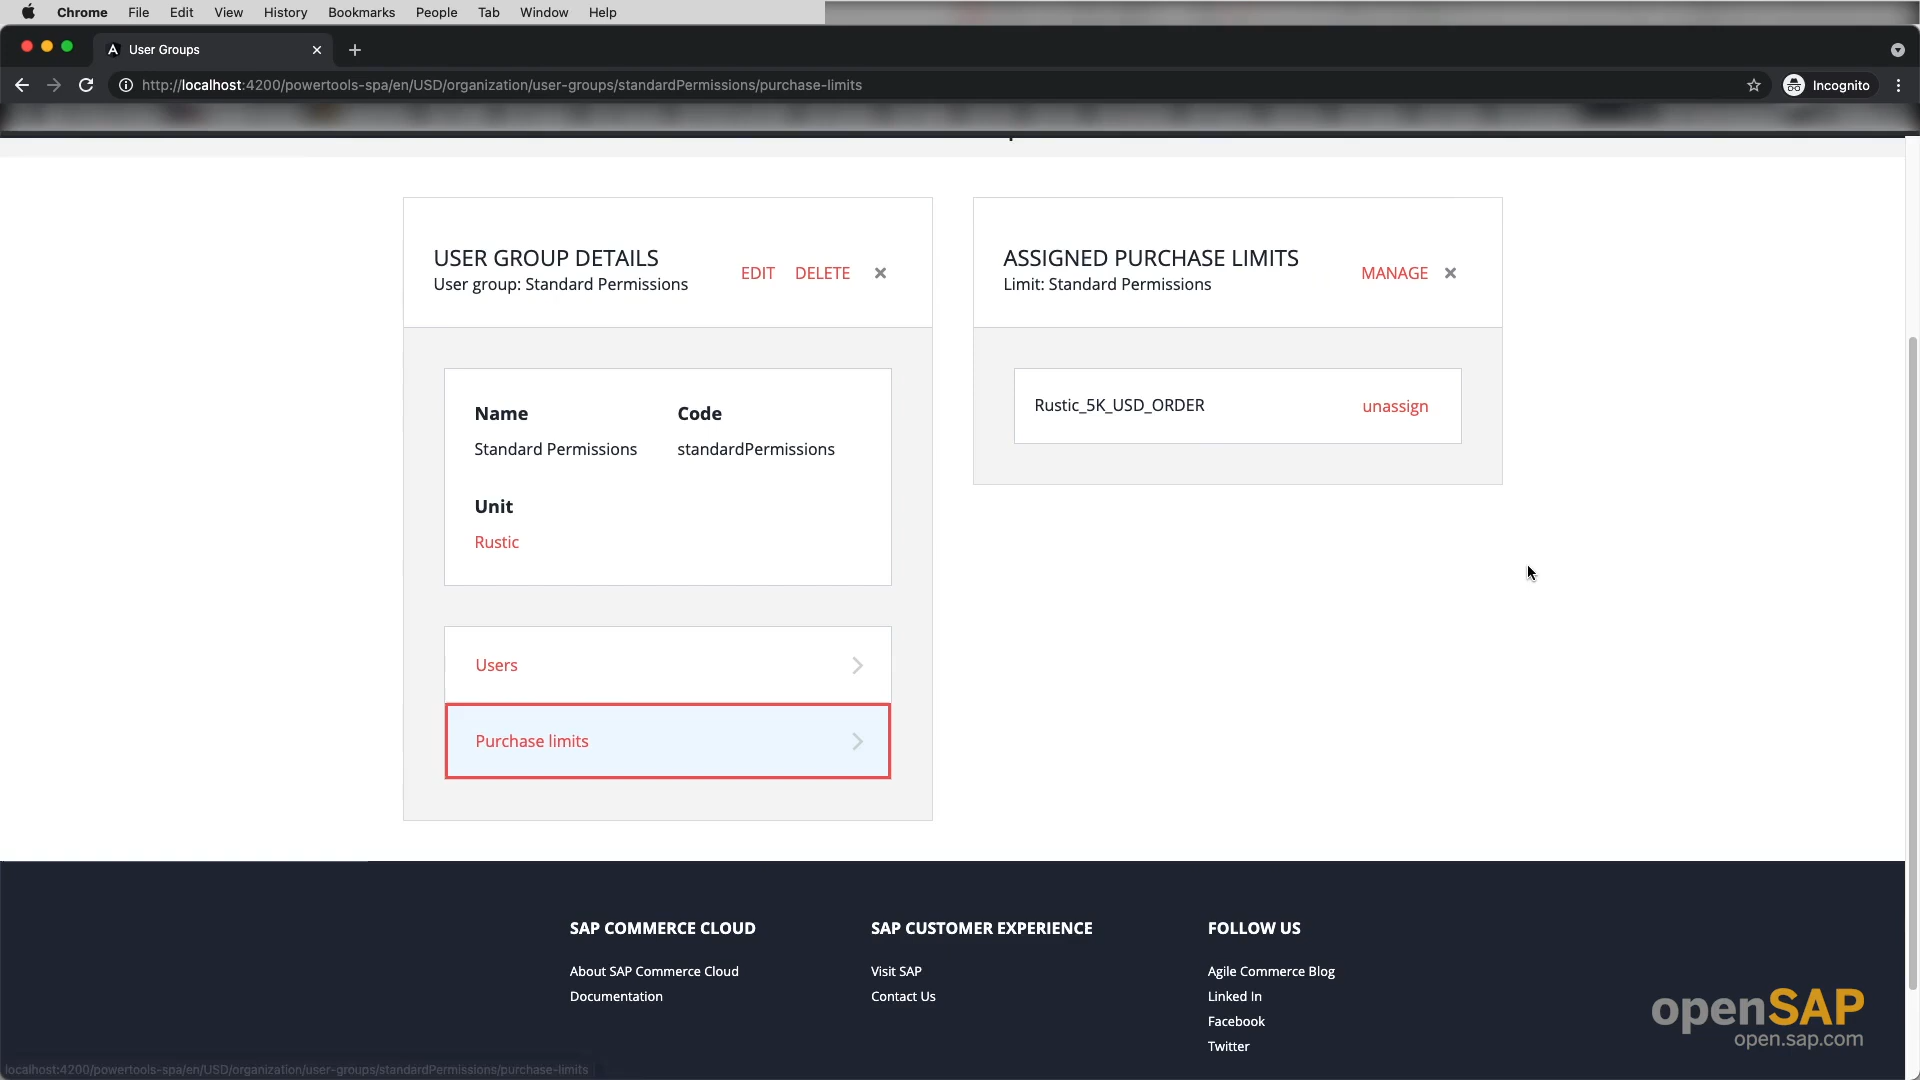 Chrome File Edit View History Bookmarks People Tab Window Help
User Groups
http://localhost:4200/powertools-spa/en/USD/organization/user-groups/standardPermissions/purchase-limits
Incognito
USER GROUP DETAILS
User group: Standard Permissions
EDIT DELETE
ASSIGNED PURCHASE LIMITS
Limit: Standard Permissions
MANAGE
Name
Standard Permissions
Code
standardPermissions
Unit
Rustic
Rustic_5K_USD_ORDER unassign
Users
Purchase limits
SAP COMMERCE CLOUD
About SAP Commerce Cloud
Documentation
SAP CUSTOMER EXPERIENCE
Visit SAP
Contact Us
FOLLOW US
Agile Commerce Blog
Linked In
Facebook
Twitter
openSAP
open.sap.com
localhost:4200/powertools-spa/en/USD/organization/user-groups/standardPermissions/purchase-limits